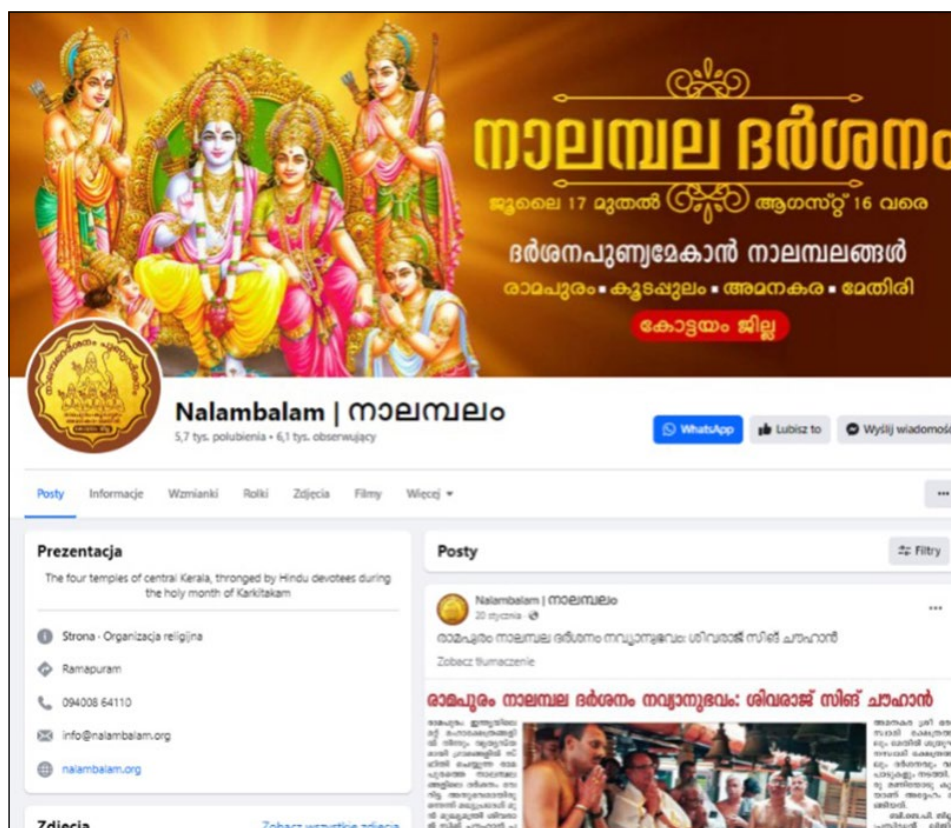 നാലമ്പല ദർശനം
ജൂലൈ 17 മുതൽ ആഗസ്റ്റ് 16 വരെ
ദർശനപുണ്യമേകാൻ നാലമ്പലങ്ങൾ
രാമപുരം ▪ കൂടപ്പുലം ▪ അമനകര ▪ മേതിരി
കോട്ടയം ജില്ല
Nalambalam | നാലമ്പലം
5,7 tys. polubienia • 6,1 tys. obserwujący
WhatsApp
Lubisz to
Wyślij wiadomość
Posty Informacje Wzmianki Rolki Zdjęcia Filmy Więcej
Prezentacja
The four temples of central Kerala, thronged by Hindu devotees during
the holy month of Karkitakam
Strona · Organizacja religijna
Ramapuram
094008 64110
info@nalambalam.org
nalambalam.org
Zdjęcia
Zobacz wszystkie zdjęcia
Posty
Filtry
Nalambalam | നാലമ്പലം
20 stycznia
രാമപുരം നാലമ്പല ദർശനം നവ്യാനുഭവം: ശിവരാജ് സിങ് ചൗഹാൻ
Zobacz tłumaczenie
രാമപുരം നാലമ്പല ദർശനം നവ്യാനുഭവം: ശിവരാജ് സിങ് ചൗഹാൻ